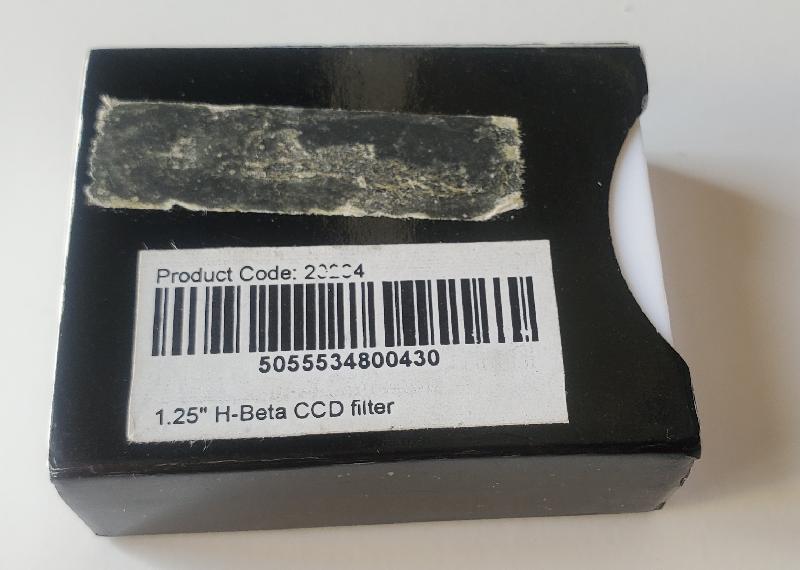 Product Code:
5055534800430
1.25" H-Beta CCD filter